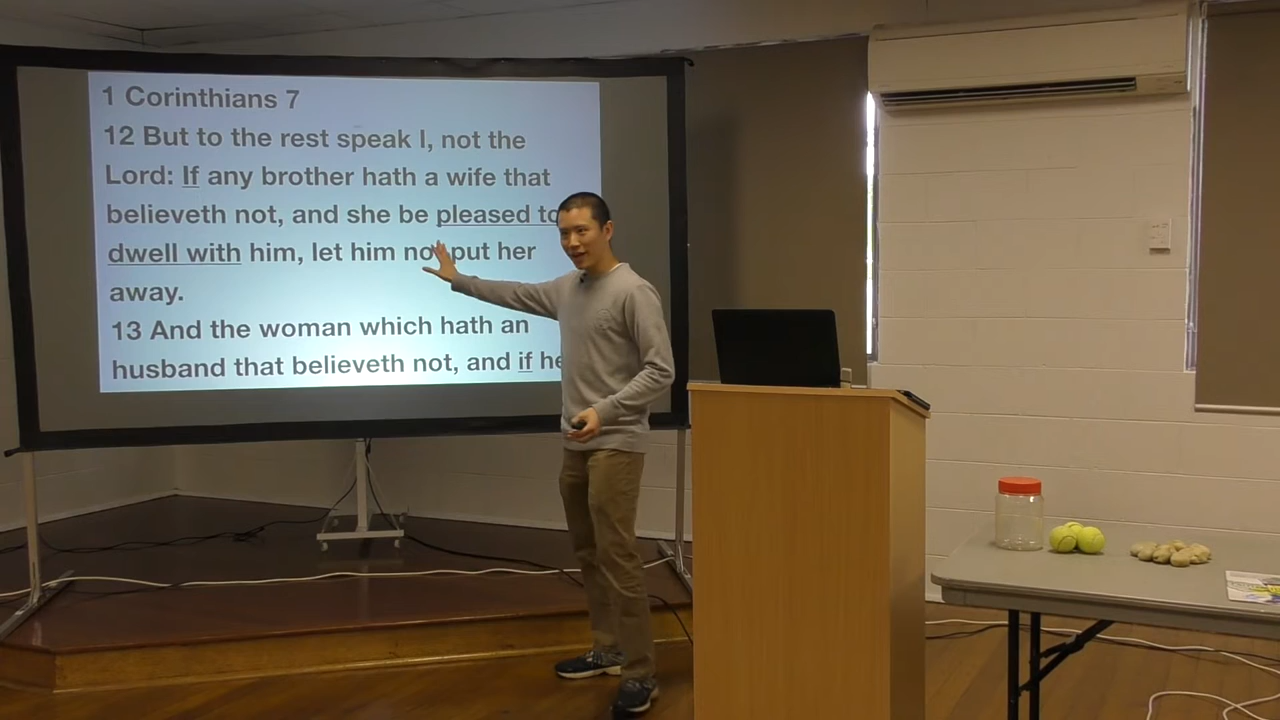 1 Corinthians 7
12 But to the rest speak I, not the
Lord: If any brother hath a wife that
believeth not, and she be pleased to
dwell with him, let him not put her
away.
13 And the woman which hath an
husband that believeth not, and if he